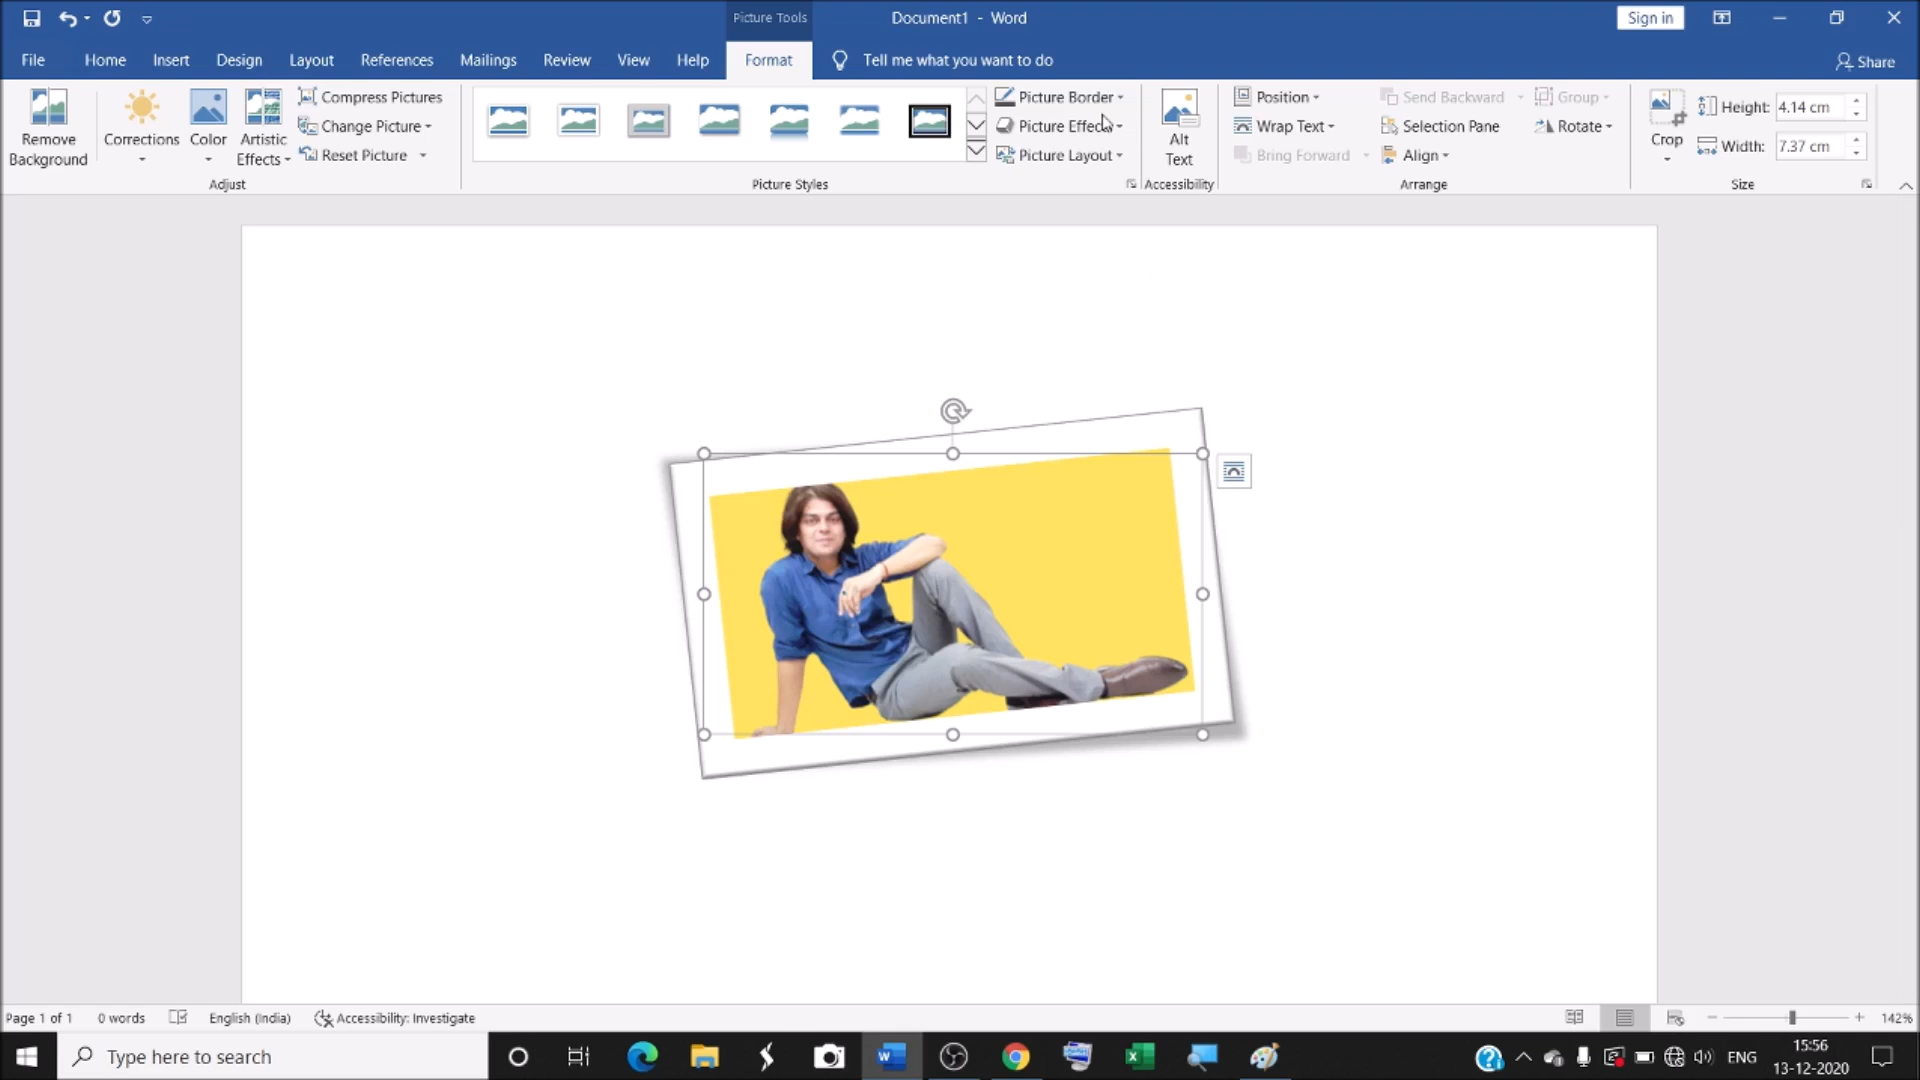 Picture Tools
Document1 - Word
Sign in
File Home Insert Design Layout References Mailings Review View Help Format Tell me what you want to do
Share
Remove Background
Corrections
Color
Artistic Effects
Compress Pictures
Change Picture
Reset Picture
Adjust
Picture Border
Picture Effects
Picture Layout
Picture Styles
Alt Text
Accessibility
Position
Wrap Text
Bring Forward
Send Backward
Selection Pane
Align
Group
Rotate
Arrange
Crop
Height: 4.14 cm
Width: 7.37 cm
Size
Page 1 of 1 0 words English (India) Accessibility: Investigate
142%
Type here to search
ENG
15:56
13-12-2020